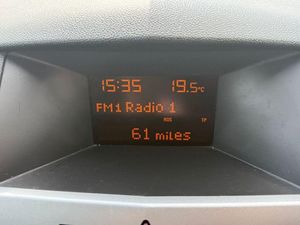 15:35 19.5°C
FM1 Radio 1
RDS TP
61 miles